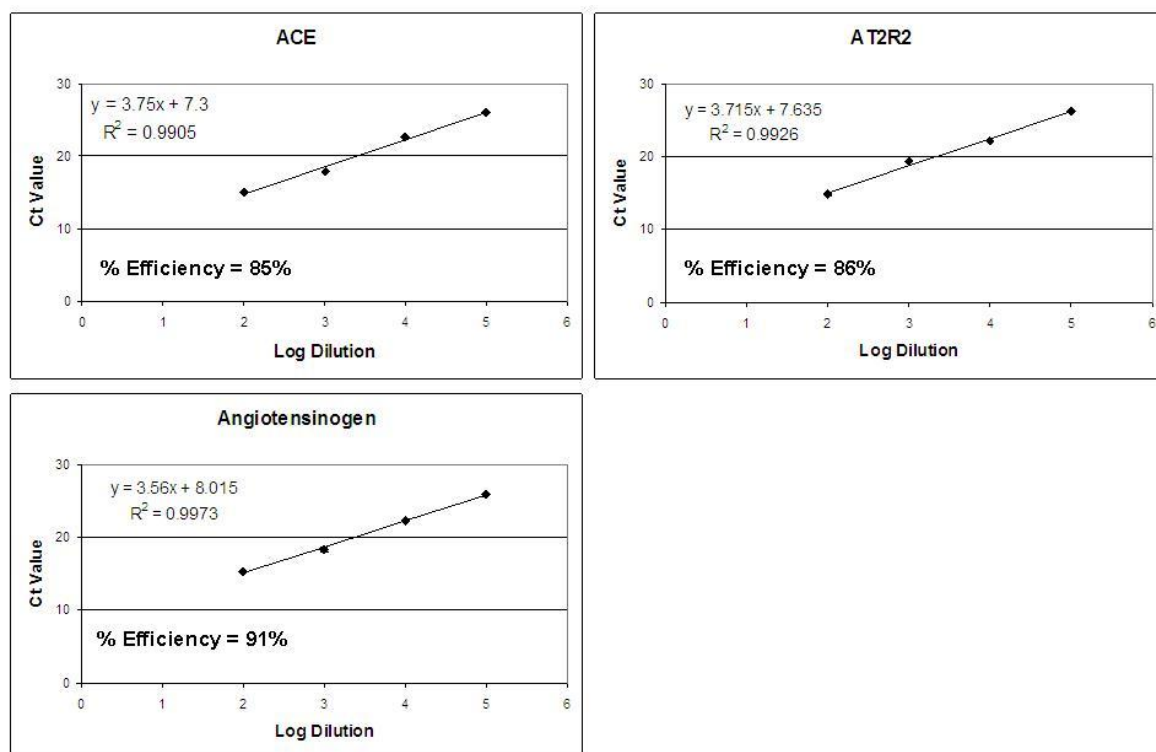 ACE
30
y = 3.75x + 7.3
R² = 0.9905
20
Ct Value
10
% Efficiency = 85%
0
0 1 2 3 4 5 6
Log Dilution
AT2R2
30
y = 3.715x + 7.635
R² = 0.9926
20
Ct Value
10
% Efficiency = 86%
0
0 1 2 3 4 5 6
Log Dilution
Angiotensinogen
30
y = 3.56x + 8.015
R² = 0.9973
20
Ct Value
10
% Efficiency = 91%
0
0 1 2 3 4 5 6
Log Dilution